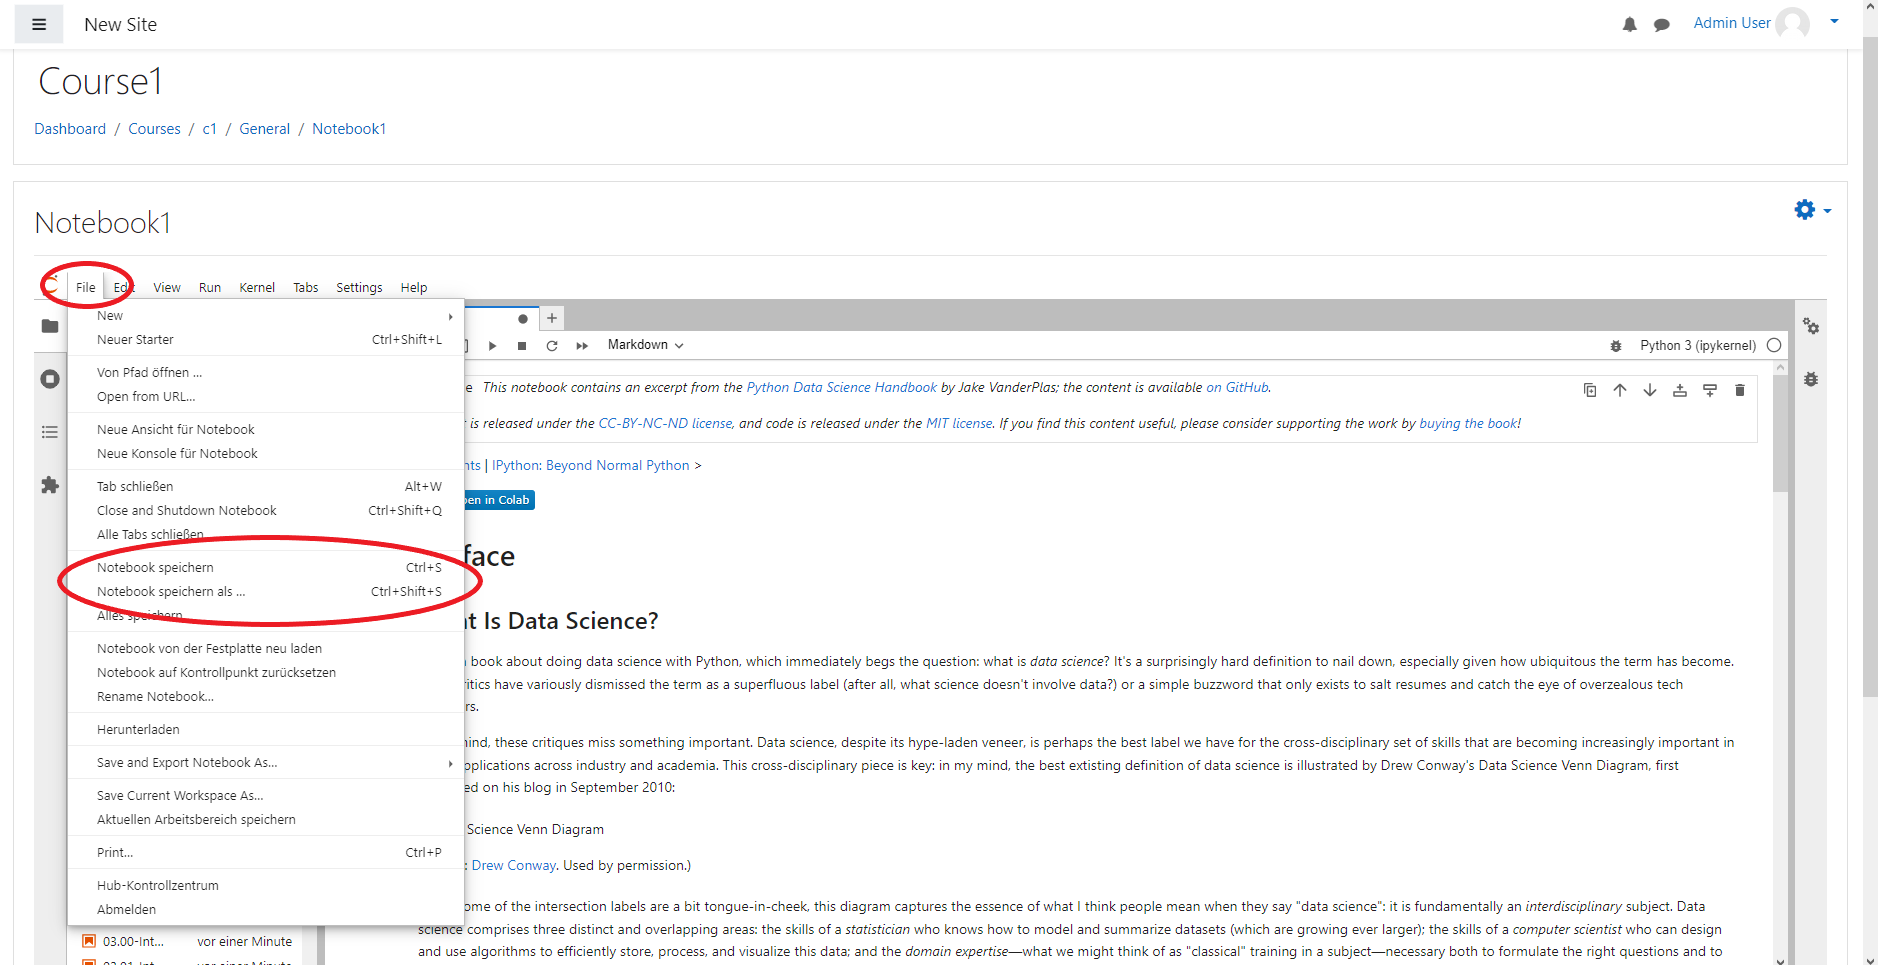 New Site
Admin User
Course1
Dashboard / Courses / c1 / General / Notebook1
Notebook1
File Edit View Run Kernel Tabs Settings Help
New
Neuer Starter Ctrl+Shift+L
Von Pfad öffnen ...
Open from URL...
Neue Ansicht für Notebook
Neue Konsole für Notebook
Tab schließen Alt+W
Close and Shutdown Notebook Ctrl+Shift+Q
Alle Tabs schließen
Notebook speichern Ctrl+S
Notebook speichern als ... Ctrl+Shift+S
Alles speichern
Notebook von der Festplatte neu laden
Notebook auf Kontrollpunkt zurücksetzen
Rename Notebook...
Herunterladen
Save and Export Notebook As...
Save Current Workspace As...
Aktuellen Arbeitsbereich speichern
Print... Ctrl+P
Hub-Kontrollzentrum
Abmelden
03.00-Int... vor einer Minute
Markdown
Python 3 (ipykernel)
This notebook contains an excerpt from the Python Data Science Handbook by Jake VanderPlas; the content is available on GitHub.
is released under the CC-BY-NC-ND license, and code is released under the MIT license. If you find this content useful, please consider supporting the work by buying the book!
| IPython: Beyond Normal Python >
in Colab
Is Data Science?
book about doing data science with Python, which immediately begs the question: what is data science? It's a surprisingly hard definition to nail down, especially given how ubiquitous the term has become.
have variously dismissed the term as a superfluous label (after all, what science doesn't involve data?) or a simple buzzword that only exists to salt resumes and catch the eye of overzealous tech
these critiques miss something important. Data science, despite its hype-laden veneer, is perhaps the best label we have for the cross-disciplinary set of skills that are becoming increasingly important in
across industry and academia. This cross-disciplinary piece is key: in my mind, the best extisting definition of data science is illustrated by Drew Conway's Data Science Venn Diagram, first
on his blog in September 2010:
Science Venn Diagram
Drew Conway. Used by permission.)
of the intersection labels are a bit tongue-in-cheek, this diagram captures the essence of what I think people mean when they say "data science": it is fundamentally an interdisciplinary subject. Data
science comprises three distinct and overlapping areas: the skills of a statistician who knows how to model and summarize datasets (which are growing ever larger); the skills of a computer scientist who can design
and use algorithms to efficiently store, process, and visualize this data; and the domain expertise—what we might think of as "classical" training in a subject—necessary both to formulate the right questions and to